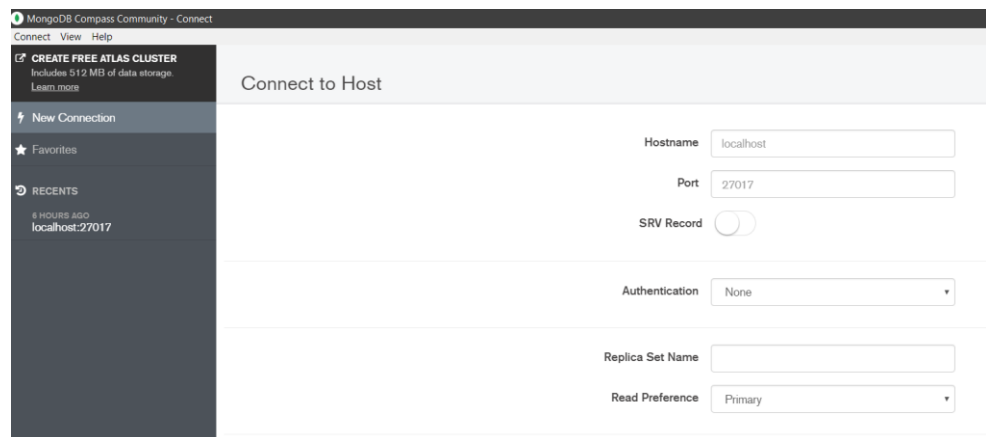 MongoDB Compass Community - Connect
Connect View Help
CREATE FREE ATLAS CLUSTER
Includes 512 MB of data storage.
Learn more
New Connection
Favorites
RECENTS
6 HOURS AGO
localhost:27017
Connect to Host
Hostname localhost
Port 27017
SRV Record
Authentication None
Replica Set Name
Read Preference Primary